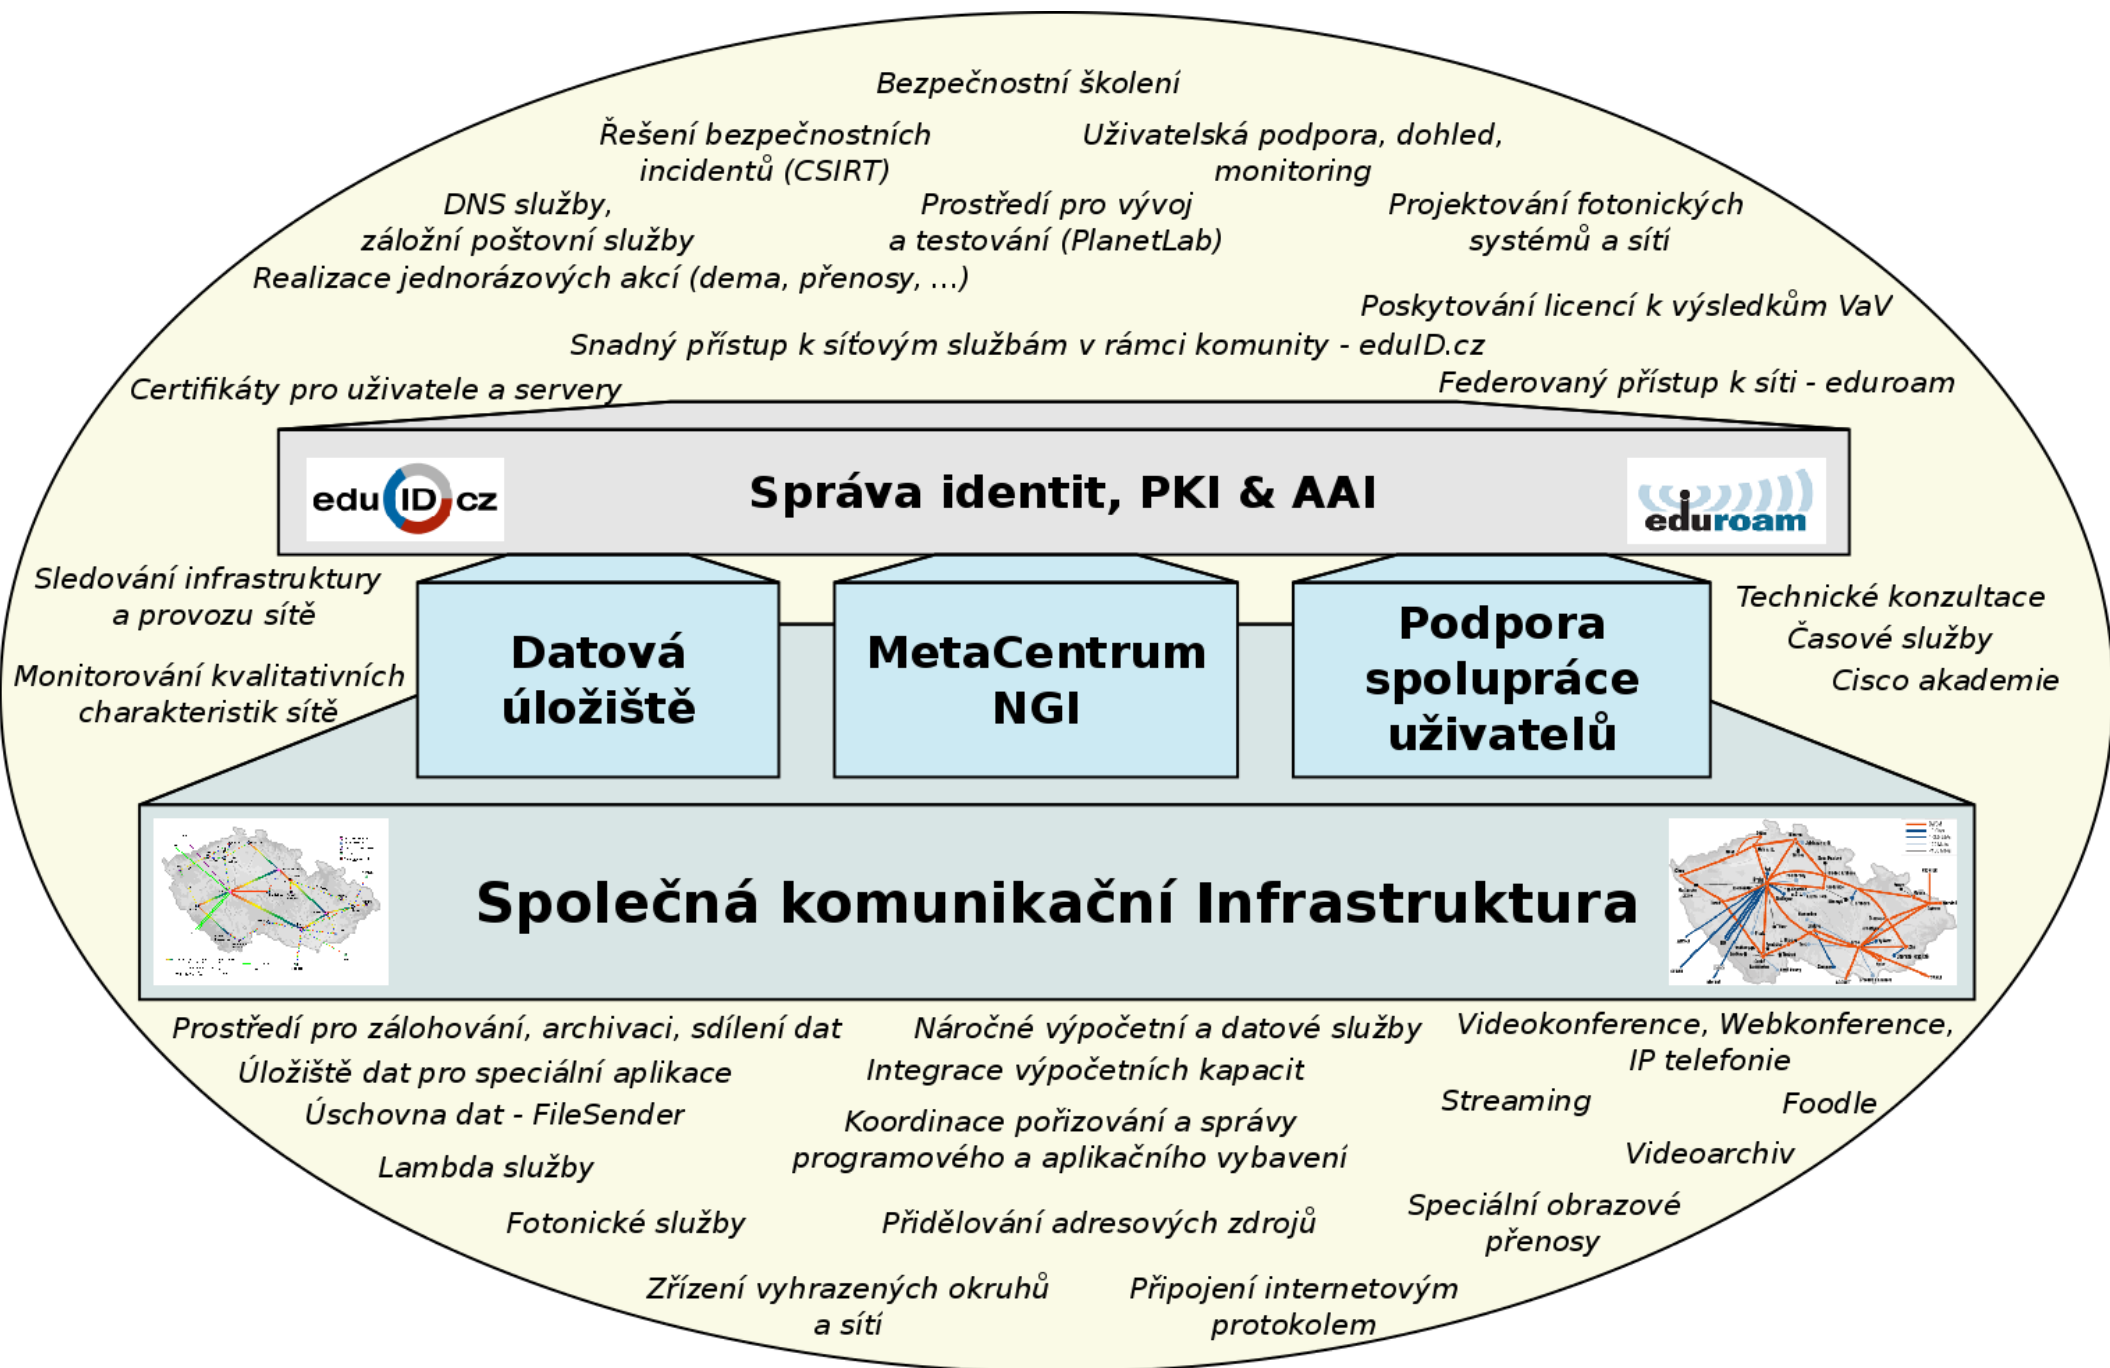 Bezpečnostní školení
Řešení bezpečnostních
incidentů (CSIRT)
Uživatelská podpora, dohled,
monitoring
DNS služby,
záložní poštovní služby
Prostředí pro vývoj
a testování (PlanetLab)
Projektování fotonických
systémů a sítí
Realizace jednorázových akcí (dema, přenosy, ...)
Poskytování licencí k výsledkům VaV
Snadný přístup k síťovým službám v rámci komunity - eduID.cz
Certifikáty pro uživatele a servery
Federovaný přístup k síti - eduroam
edu ID cz
Správa identit, PKI & AAI
eduroam
Sledování infrastruktury
a provozu sítě
Monitorování kvalitativních
charakteristik sítě
Datová
úložiště
MetaCentrum
NGI
Podpora
spolupráce
uživatelů
Technické konzultace
Časové služby
Cisco akademie
Společná komunikační Infrastruktura
Prostředí pro zálohování, archivaci, sdílení dat
Úložiště dat pro speciální aplikace
Úschovna dat - FileSender
Lambda služby
Fotonické služby
Náročné výpočetní a datové služby
Integrace výpočetních kapacit
Koordinace pořizování a správy
programového a aplikačního vybavení
Přidělování adresových zdrojů
Videokonference, Webkonference,
IP telefonie
Streaming
Foodle
Videoarchiv
Speciální obrazové
přenosy
Zřízení vyhrazených okruhů
a sítí
Připojení internetovým
protokolem